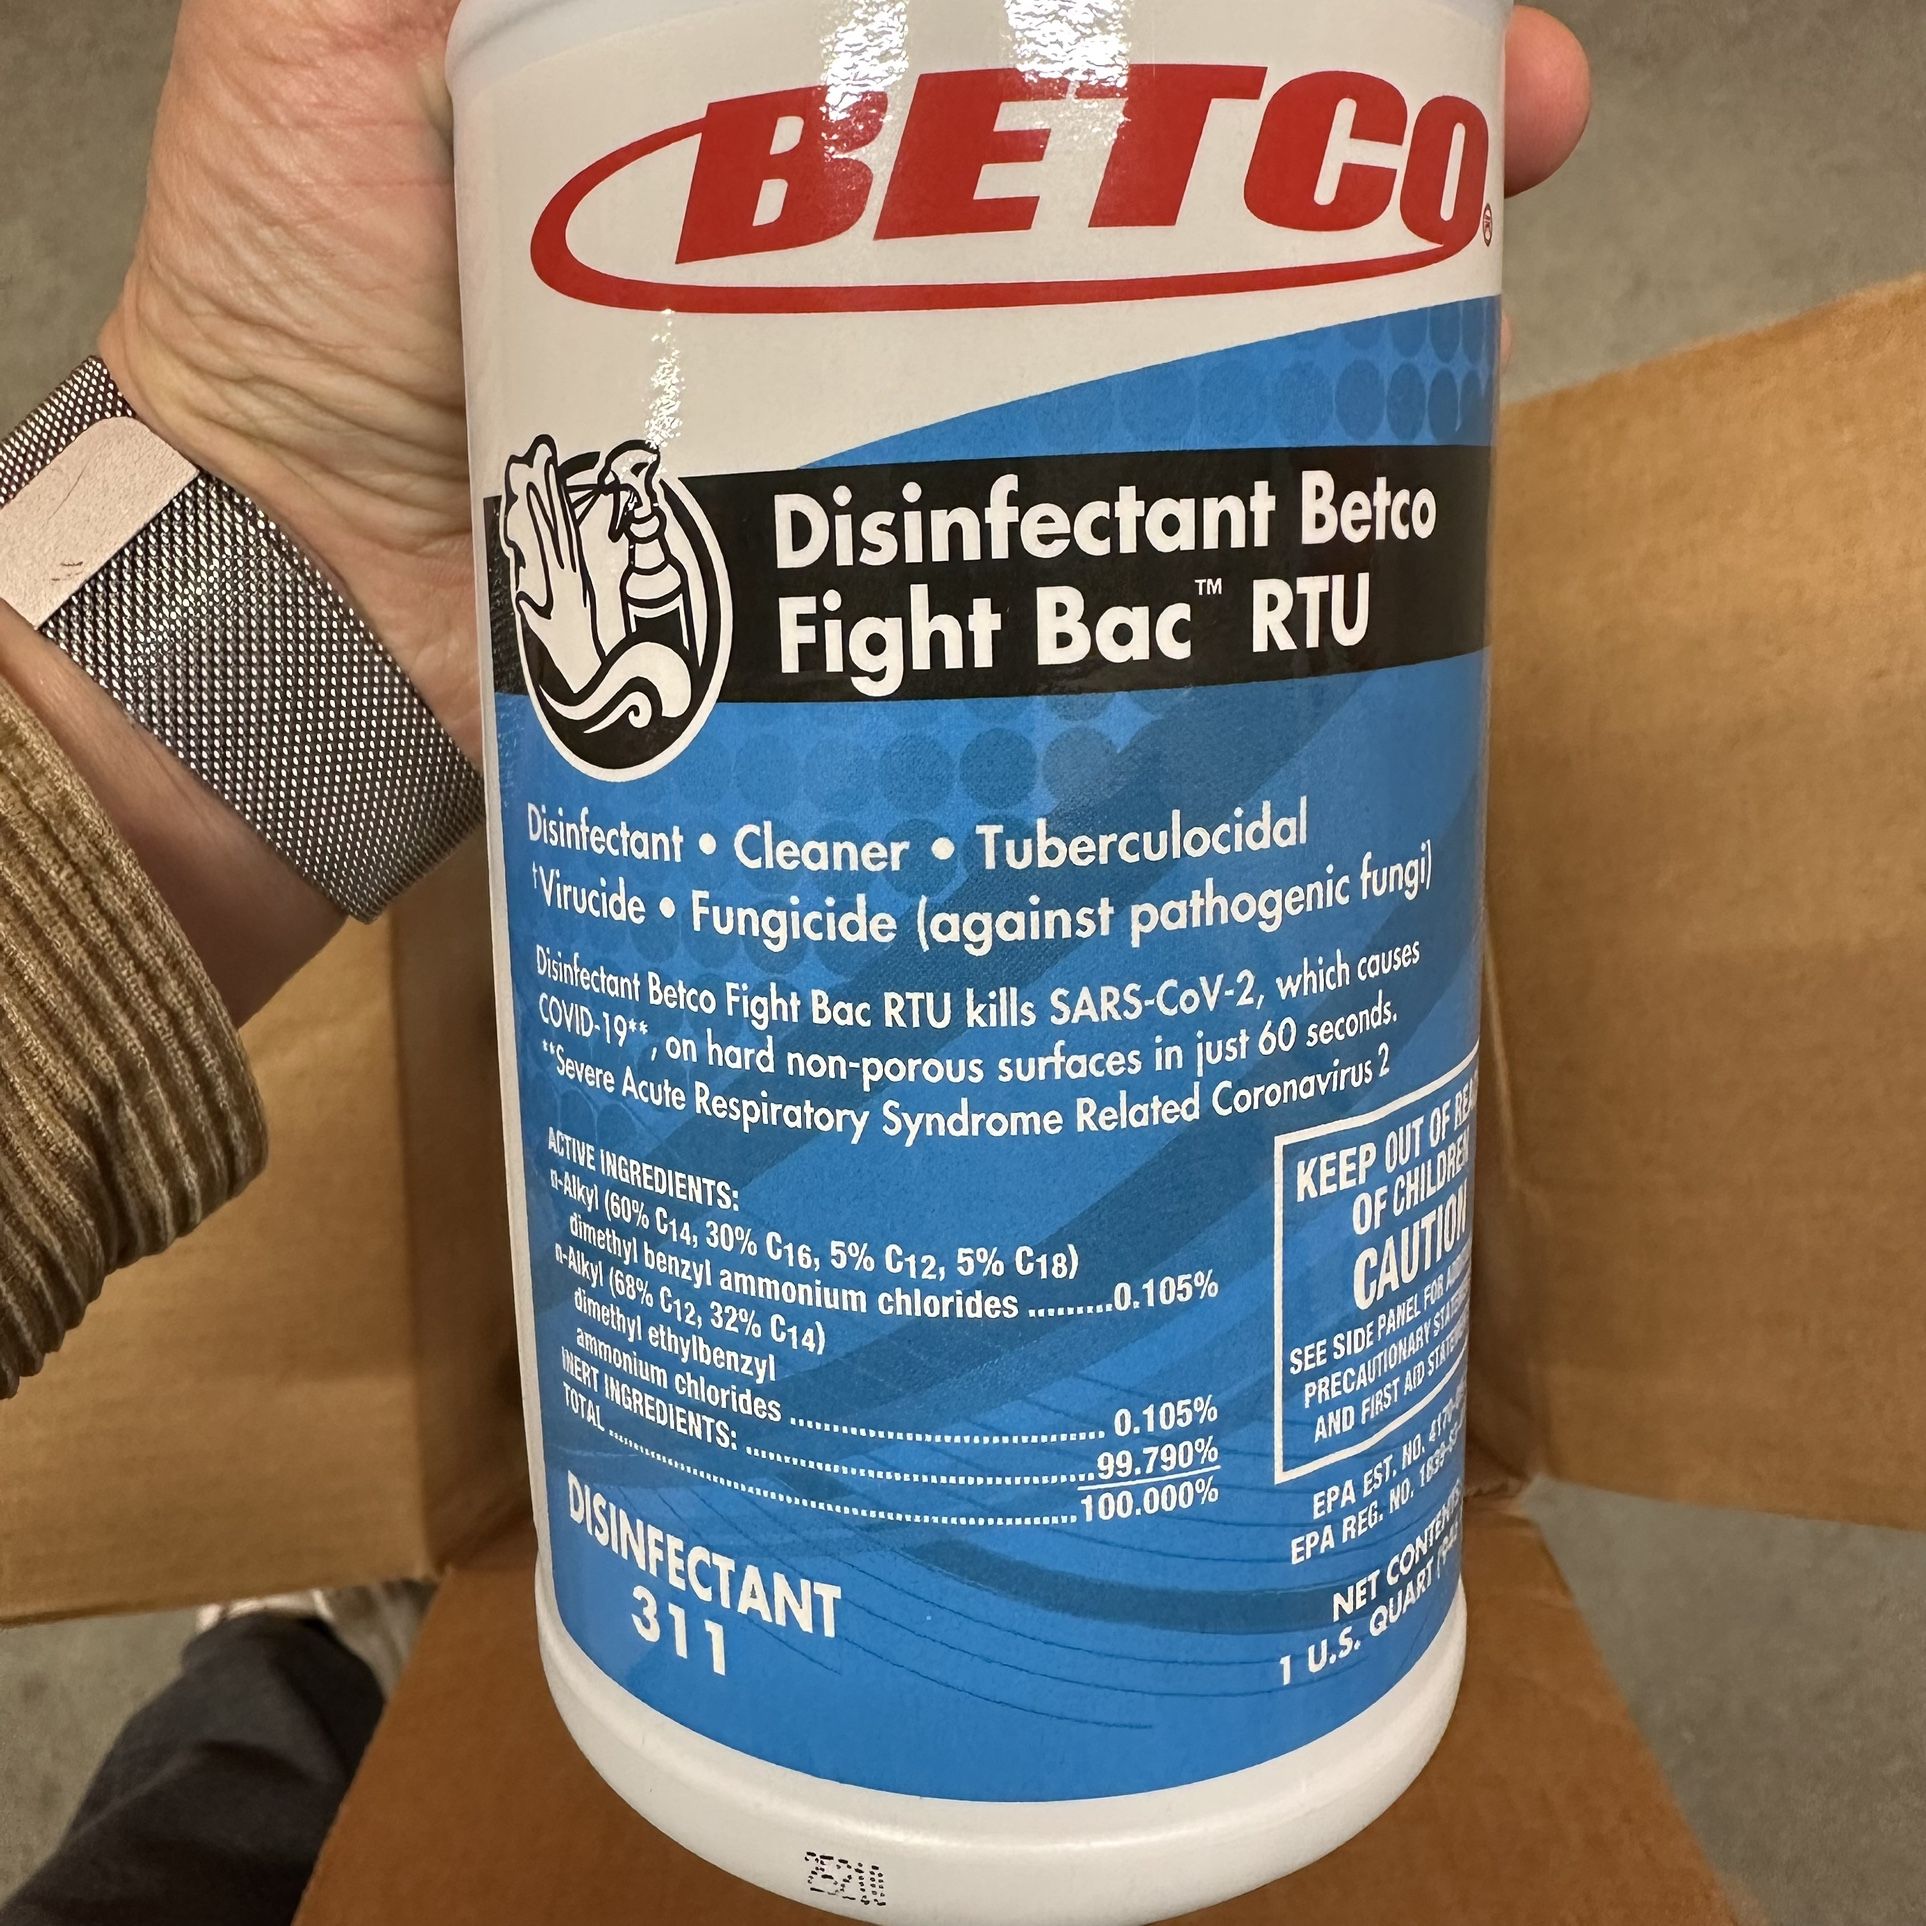 BETCO®
Disinfectant Betco
Fight Bac™ RTU
Disinfectant • Cleaner • Tuberculocidal
†Virucide • Fungicide (against pathogenic fungi)
Disinfectant Betco Fight Bac RTU kills SARS-CoV-2, which causes
COVID-19**, on hard non-porous surfaces in just 60 seconds.
**Severe Acute Respiratory Syndrome Related Coronavirus 2
ACTIVE INGREDIENTS:
n-Alkyl (60% C14, 30% C16, 5% C12, 5% C18)
dimethyl benzyl ammonium chlorides ..........0.105%
n-Alkyl (68% C12, 32% C14)
dimethyl ethylbenzyl
ammonium chlorides .................................. 0.105%
INERT INGREDIENTS: ......................................99.790%
TOTAL ....................................................100.000%
KEEP OUT OF
OF CHILDREN
CAUTION
SEE SIDE PANEL FOR
PRECAUTIONARY
AND FIRST AID
EPA EST. NO.
EPA REG. NO.
NET CONTENTS
1 U.S. QUART
DISINFECTANT
311